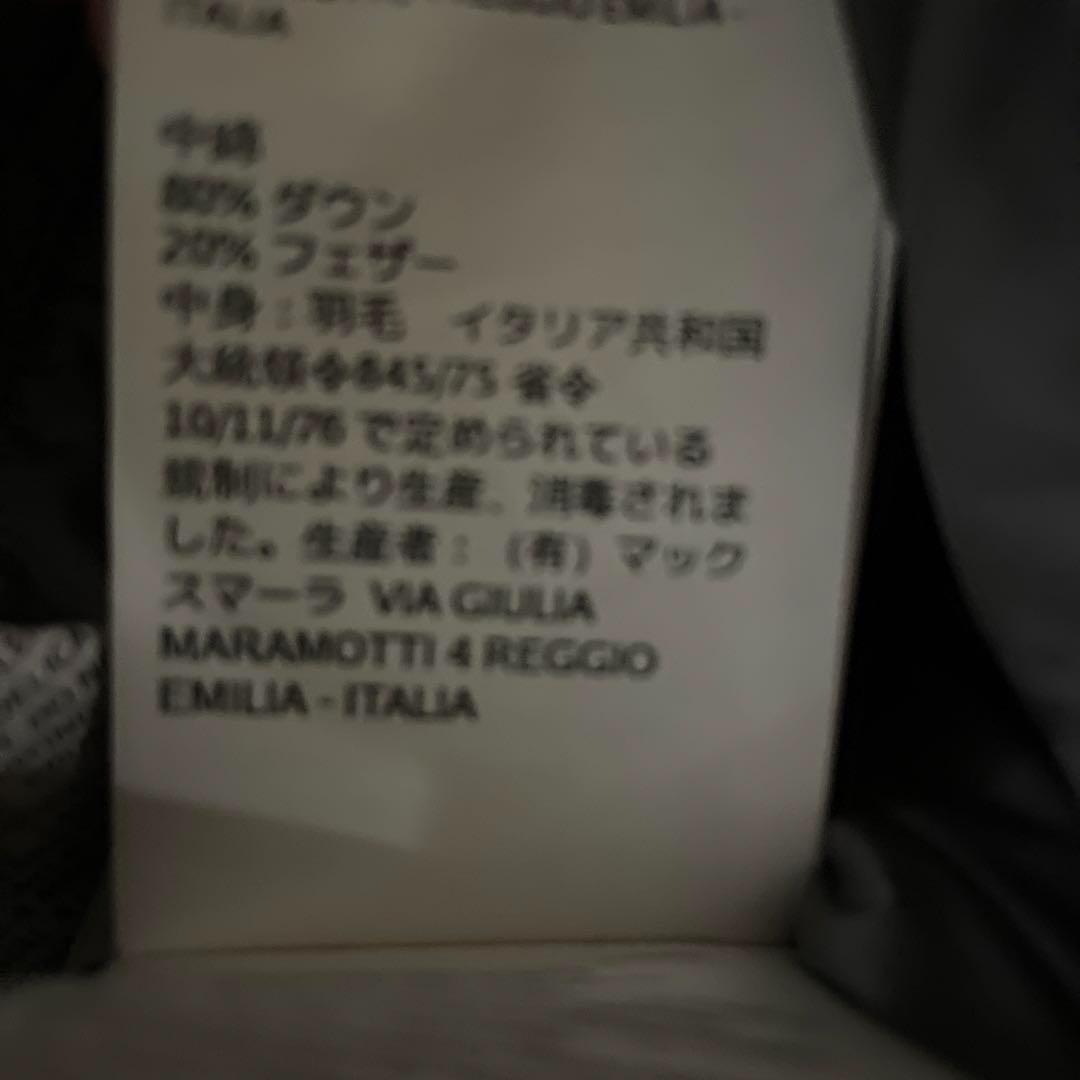 EMILIA -
ITALIA
中綿
80% ダウン
20% フェザー
中身：羽毛　イタリア共和国
大統領令845/75 省令
10/11/76 で定められている
規制により生産、消毒されま
した。生産者：（有）マック
スマーラ VIA GIULIA
MARAMOTTI 4 REGGIO
EMILIA - ITALIA